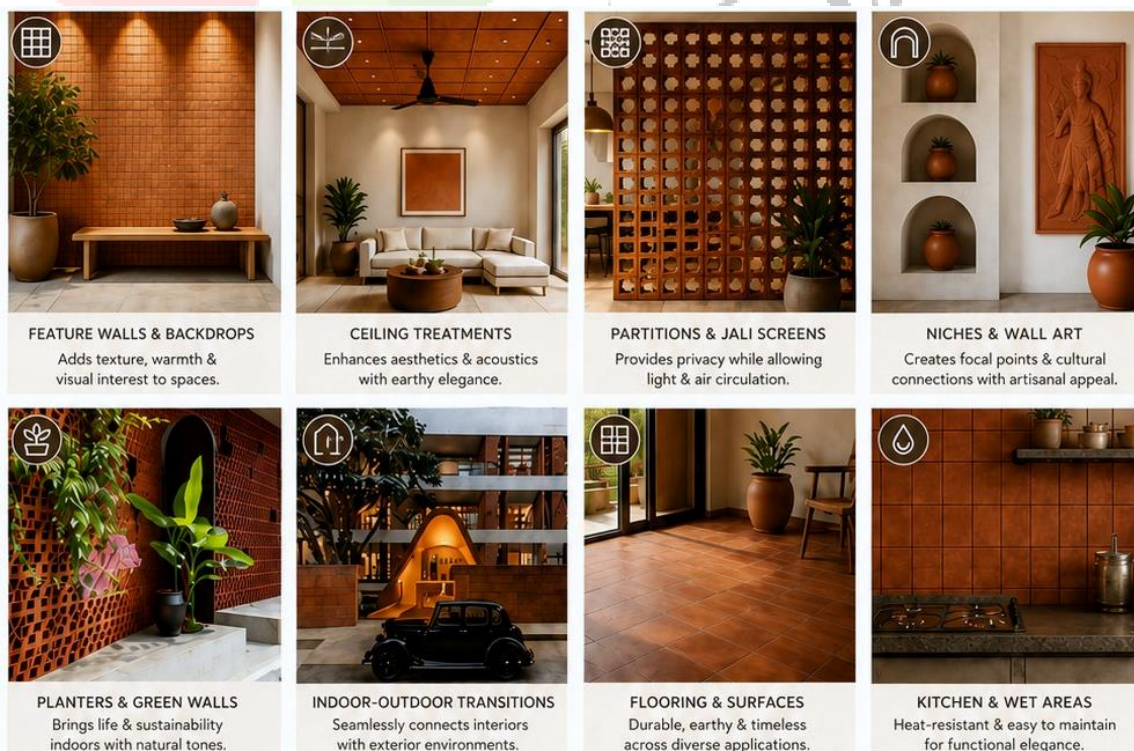 FEATURE WALLS & BACKDROPS
Adds texture, warmth &
visual interest to spaces.
CEILING TREATMENTS
Enhances aesthetics & acoustics
with earthy elegance.
PARTITIONS & JALI SCREENS
Provides privacy while allowing
light & air circulation.
NICHES & WALL ART
Creates focal points & cultural
connections with artisanal appeal.
PLANTERS & GREEN WALLS
Brings life & sustainability
indoors with natural tones.
INDOOR-OUTDOOR TRANSITIONS
Seamlessly connects interiors
with exterior environments.
FLOORING & SURFACES
Durable, earthy & timeless
across diverse applications.
KITCHEN & WET AREAS
Heat-resistant & easy to maintain
for functional elegance.